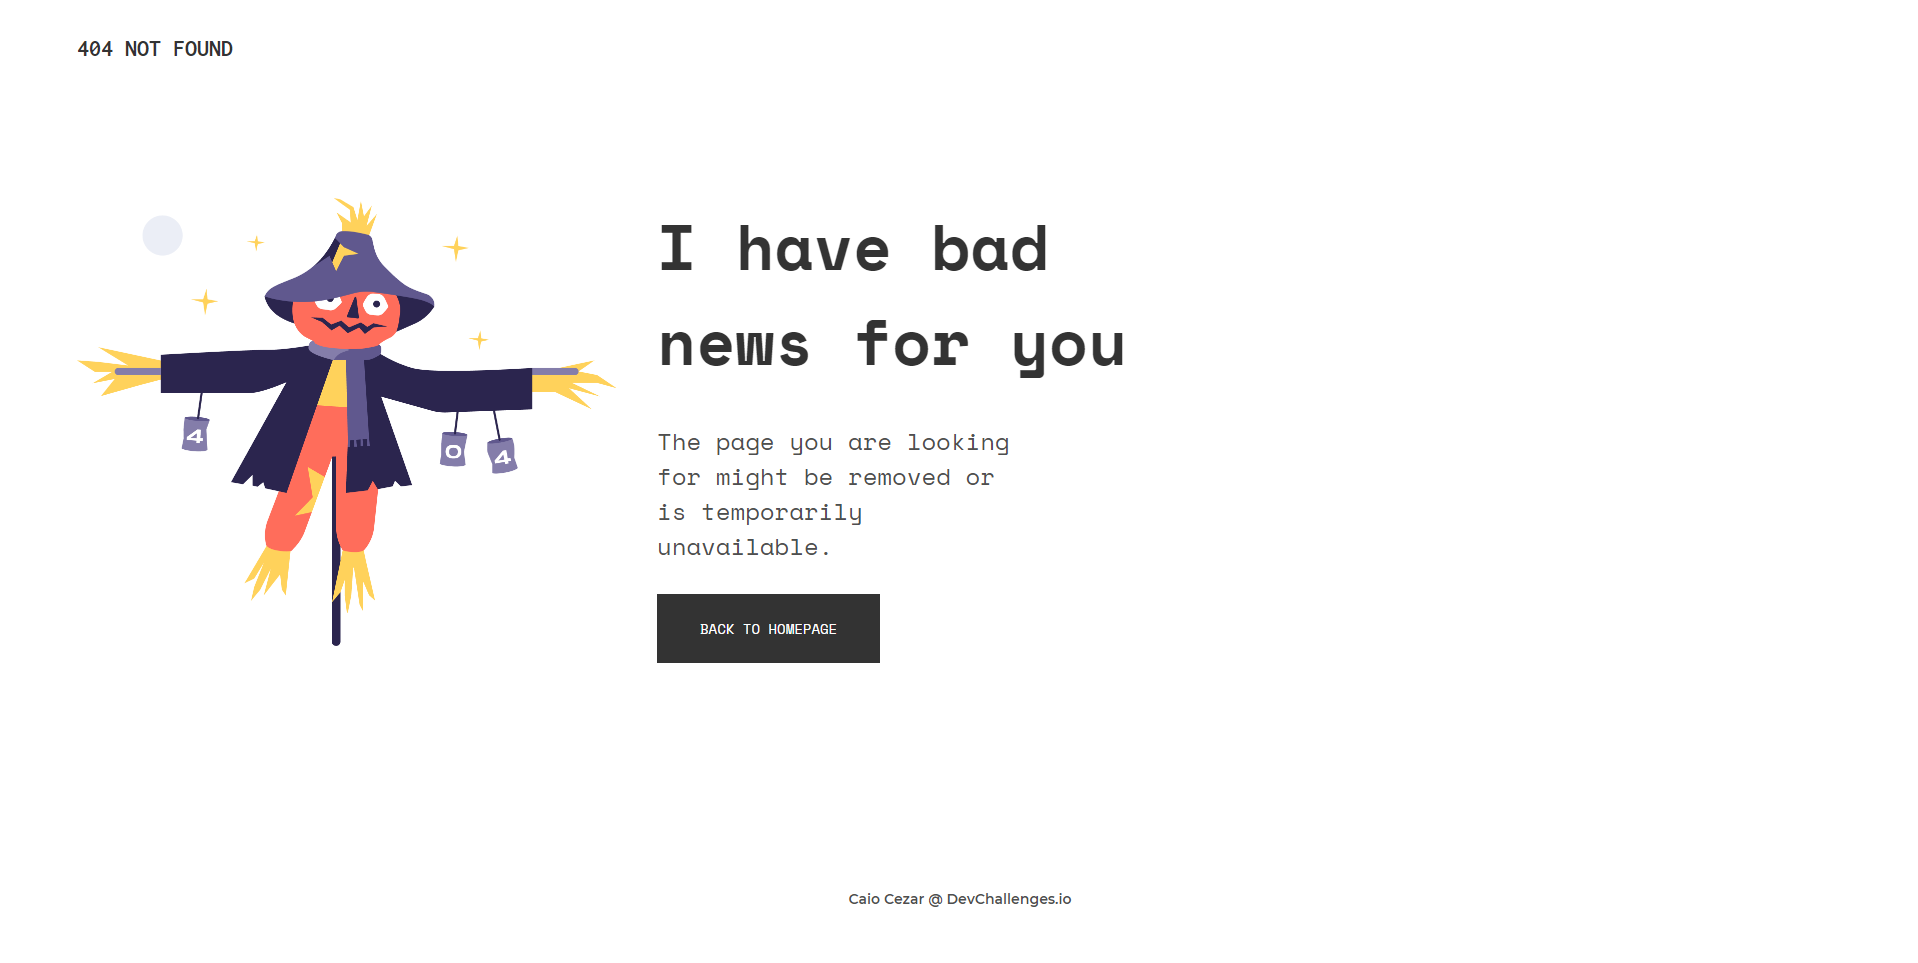 404 NOT FOUND
I have bad
news for you
4
0
4
The page you are looking
for might be removed or
is temporarily
unavailable.
BACK TO HOMEPAGE
Caio Cezar @ DevChallenges.io